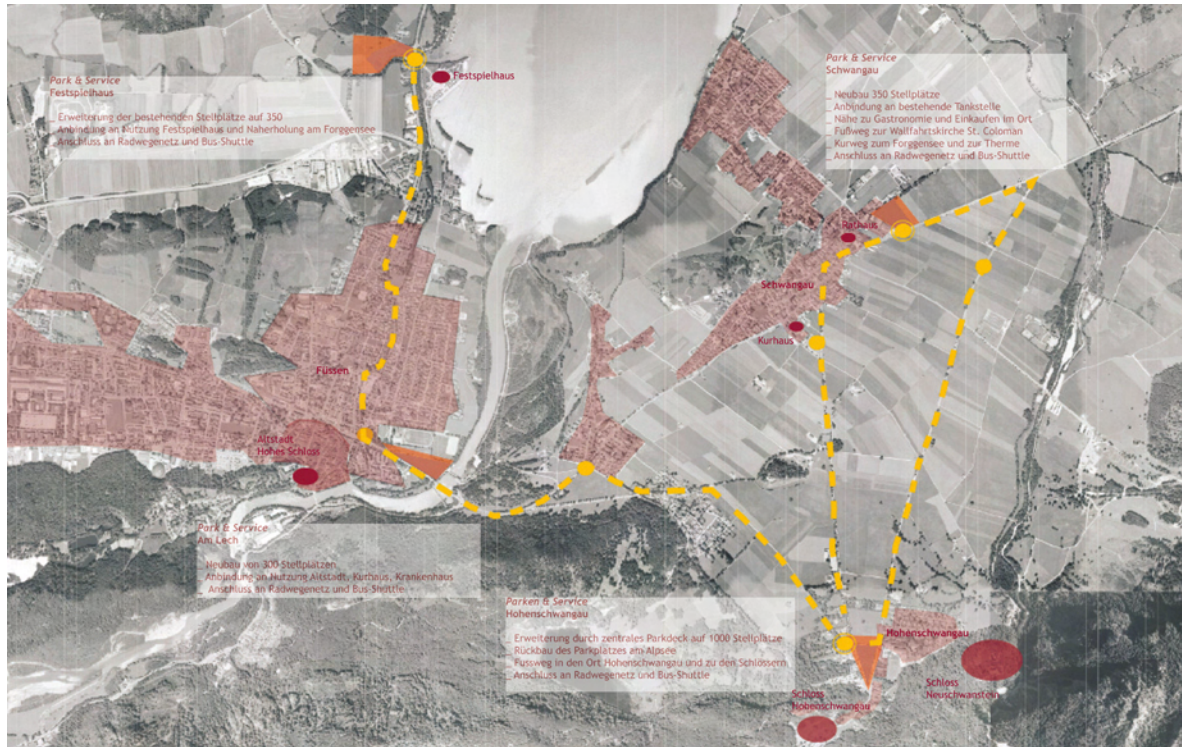 Park & Service
Festspielhaus
_ Erweiterung der bestehenden Stellplätze auf 350
_ Anbindung an Nutzung Festspielhaus und Naherholung am Forggensee
_ Anschluss an Radwegenetz und Bus-Shuttle
Festspielhaus
Park & Service
Schwangau
_ Neubau 350 Stellplätze
_ Anbindung an bestehende Tankstelle
_ Nähe zu Gastronomie und Einkaufen im Ort
_ Fußweg zur Wallfahrtskirche St. Coloman
_ Kurweg zum Forggensee und zur Therme
_ Anschluss an Radwegenetz und Bus-Shuttle
Rathaus
Schwangau
Kurhaus
Füssen
Altstadt
Hohes Schloss
Park & Service
Am Lech
_ Neubau von 300 Stellplätzen
_ Anbindung an Nutzung Altstadt, Kurhaus, Krankenhaus
_ Anschluss an Radwegenetz und Bus-Shuttle
Parken & Service
Hohenschwangau
_ Erweiterung durch zentrales Parkdeck auf 1000 Stellplätze
_ Rückbau des Parkplatzes am Alpsee
_ Fussweg in den Ort Hohenschwangau und zu den Schlössern
_ Anschluss an Radwegenetz und Bus-Shuttle
Hohenschwangau
Schloss
Neuschwanstein
Schloss
Hohenschwangau